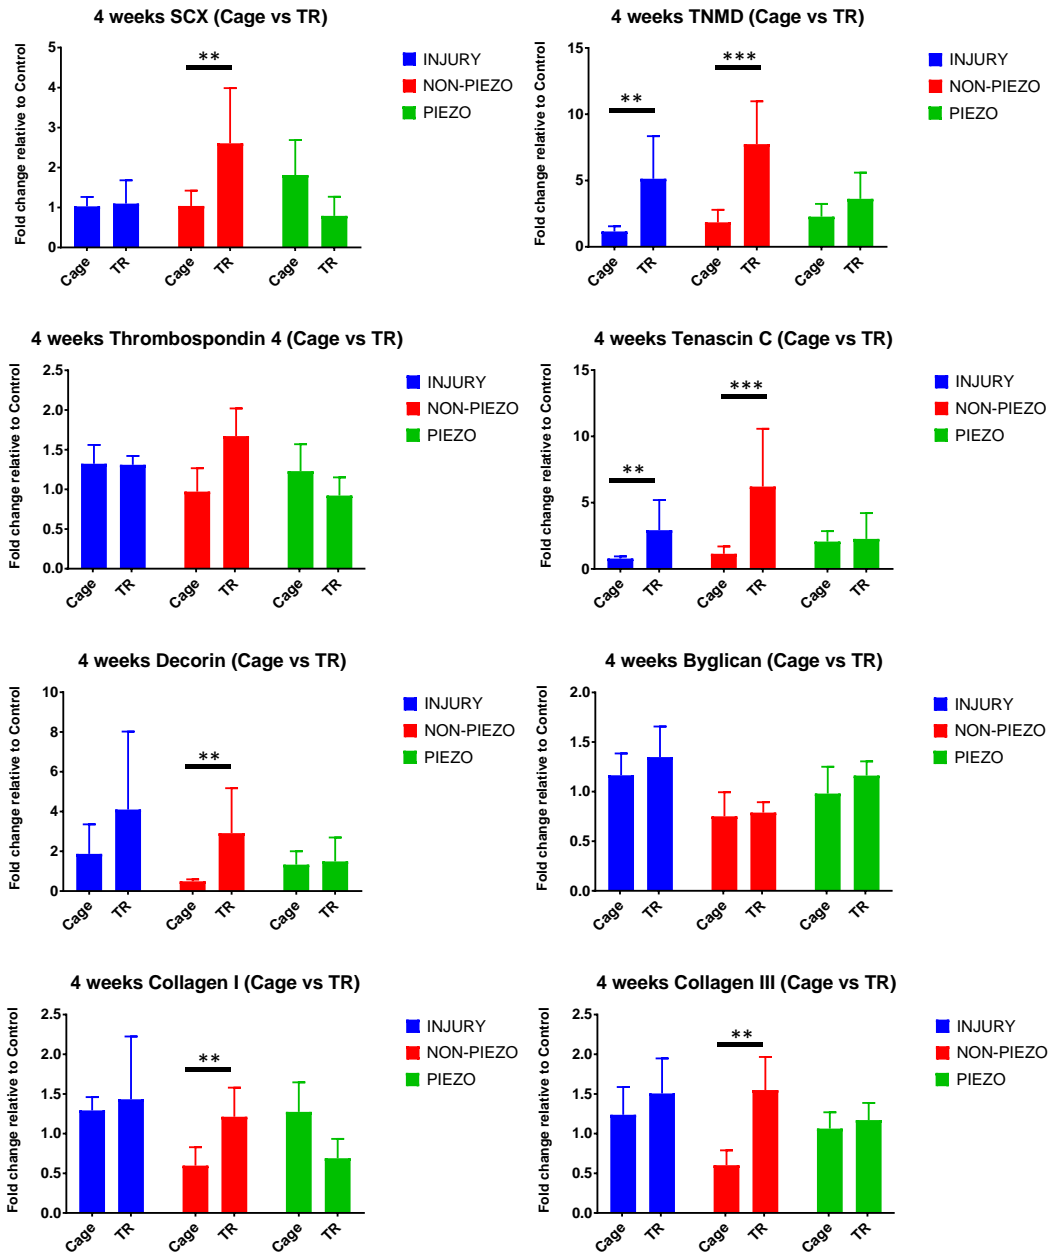 4 weeks SCX (Cage vs TR)
Fold change relative to Control
5
4
3
2
1
0
**
Cage
TR
Cage
TR
Cage
TR
INJURY
NON-PIEZO
PIEZO
4 weeks TNMD (Cage vs TR)
Fold change relative to Control
15
10
5
0
**
***
Cage
TR
Cage
TR
Cage
TR
INJURY
NON-PIEZO
PIEZO
4 weeks Thrombospondin 4 (Cage vs TR)
Fold change relative to Control
2.5
2.0
1.5
1.0
0.5
0.0
Cage
TR
Cage
TR
Cage
TR
INJURY
NON-PIEZO
PIEZO
4 weeks Tenascin C (Cage vs TR)
Fold change relative to Control
15
10
5
0
**
***
Cage
TR
Cage
TR
Cage
TR
INJURY
NON-PIEZO
PIEZO
4 weeks Decorin (Cage vs TR)
Fold change relative to Control
10
8
6
4
2
0
**
Cage
TR
Cage
TR
Cage
TR
INJURY
NON-PIEZO
PIEZO
4 weeks Byglican (Cage vs TR)
Fold change relative to Control
2.0
1.5
1.0
0.5
0.0
Cage
TR
Cage
TR
Cage
TR
INJURY
NON-PIEZO
PIEZO
4 weeks Collagen I (Cage vs TR)
Fold change relative to Control
2.5
2.0
1.5
1.0
0.5
0.0
**
Cage
TR
Cage
TR
Cage
TR
INJURY
NON-PIEZO
PIEZO
4 weeks Collagen III (Cage vs TR)
Fold change relative to Control
2.5
2.0
1.5
1.0
0.5
0.0
**
Cage
TR
Cage
TR
Cage
TR
INJURY
NON-PIEZO
PIEZO